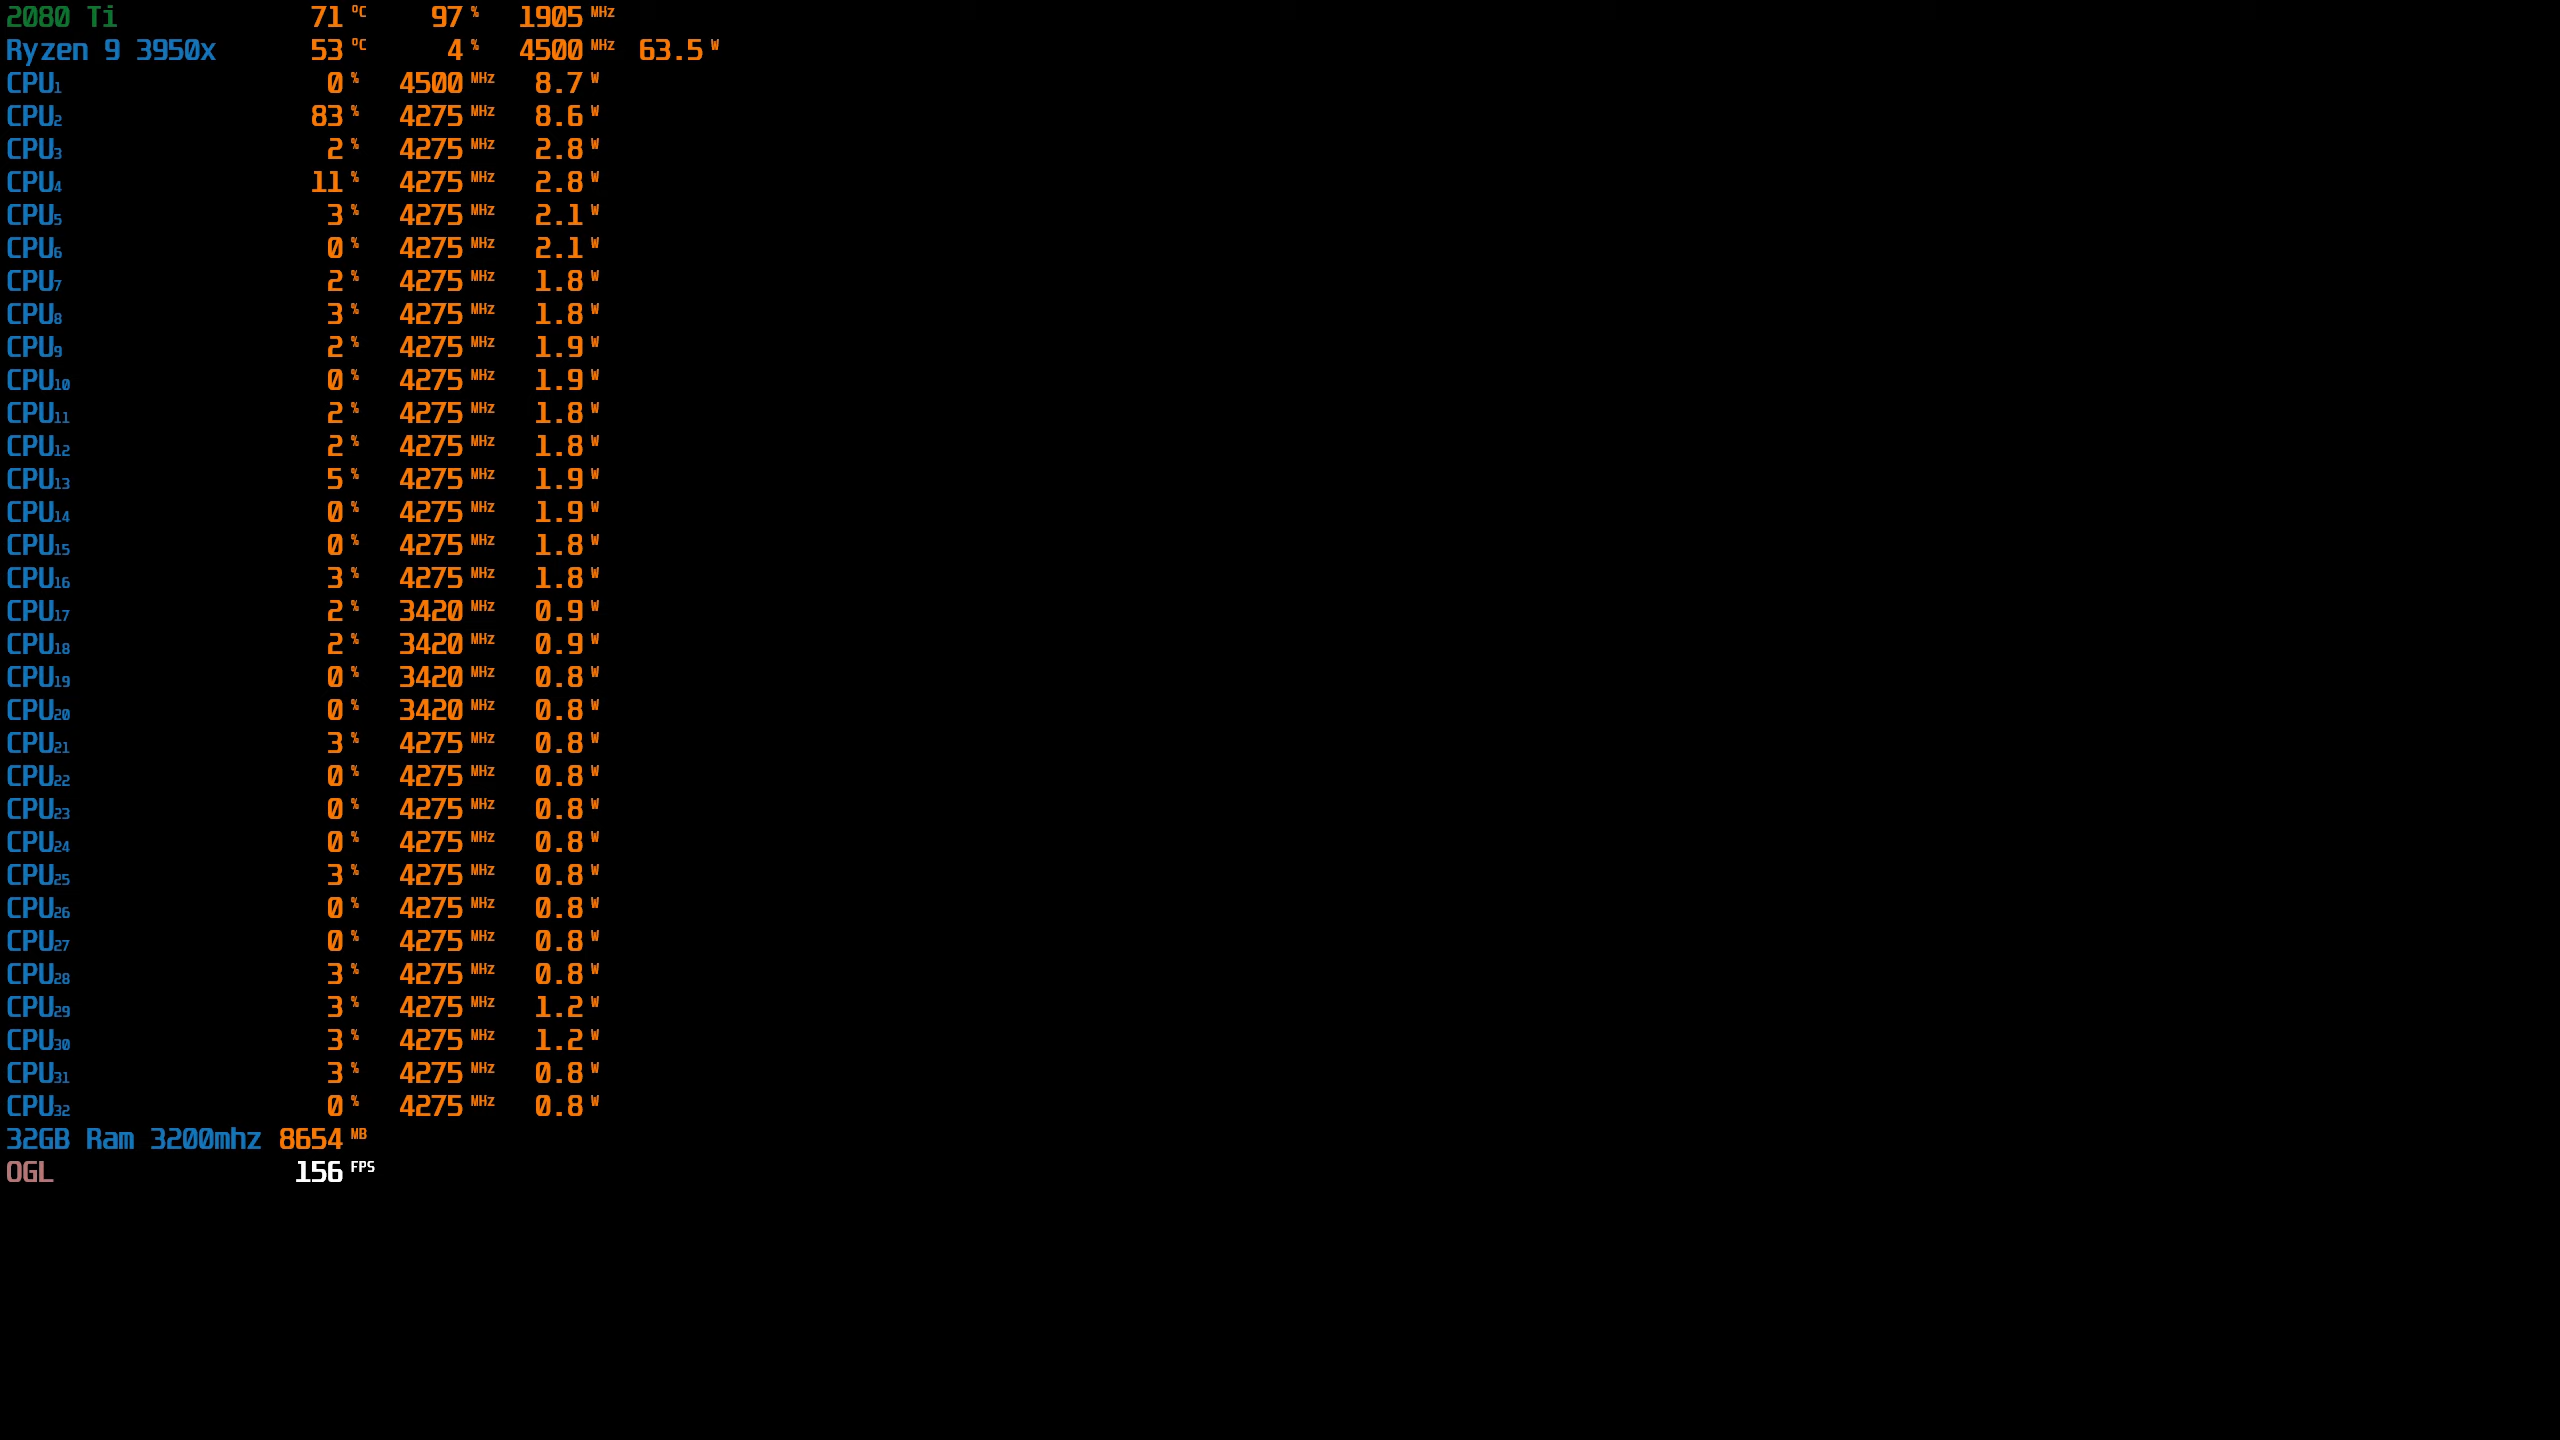 2080 Ti 71 °C 97 % 1905 MHz
Ryzen 9 3950x 53 °C 4 % 4500 MHz 63.5 W
CPU1 0 % 4500 MHz 8.7 W
CPU2 83 % 4275 MHz 8.6 W
CPU3 2 % 4275 MHz 2.8 W
CPU4 11 % 4275 MHz 2.8 W
CPU5 3 % 4275 MHz 2.1 W
CPU6 0 % 4275 MHz 2.1 W
CPU7 2 % 4275 MHz 1.8 W
CPU8 3 % 4275 MHz 1.8 W
CPU9 2 % 4275 MHz 1.9 W
CPU10 0 % 4275 MHz 1.9 W
CPU11 2 % 4275 MHz 1.8 W
CPU12 2 % 4275 MHz 1.8 W
CPU13 5 % 4275 MHz 1.9 W
CPU14 0 % 4275 MHz 1.9 W
CPU15 0 % 4275 MHz 1.8 W
CPU16 3 % 4275 MHz 1.8 W
CPU17 2 % 3420 MHz 0.9 W
CPU18 2 % 3420 MHz 0.9 W
CPU19 0 % 3420 MHz 0.8 W
CPU20 0 % 3420 MHz 0.8 W
CPU21 3 % 4275 MHz 0.8 W
CPU22 0 % 4275 MHz 0.8 W
CPU23 0 % 4275 MHz 0.8 W
CPU24 0 % 4275 MHz 0.8 W
CPU25 3 % 4275 MHz 0.8 W
CPU26 0 % 4275 MHz 0.8 W
CPU27 0 % 4275 MHz 0.8 W
CPU28 3 % 4275 MHz 0.8 W
CPU29 3 % 4275 MHz 1.2 W
CPU30 3 % 4275 MHz 1.2 W
CPU31 3 % 4275 MHz 0.8 W
CPU32 0 % 4275 MHz 0.8 W
32GB Ram 3200mhz 8654 MB
OGL 156 FPS